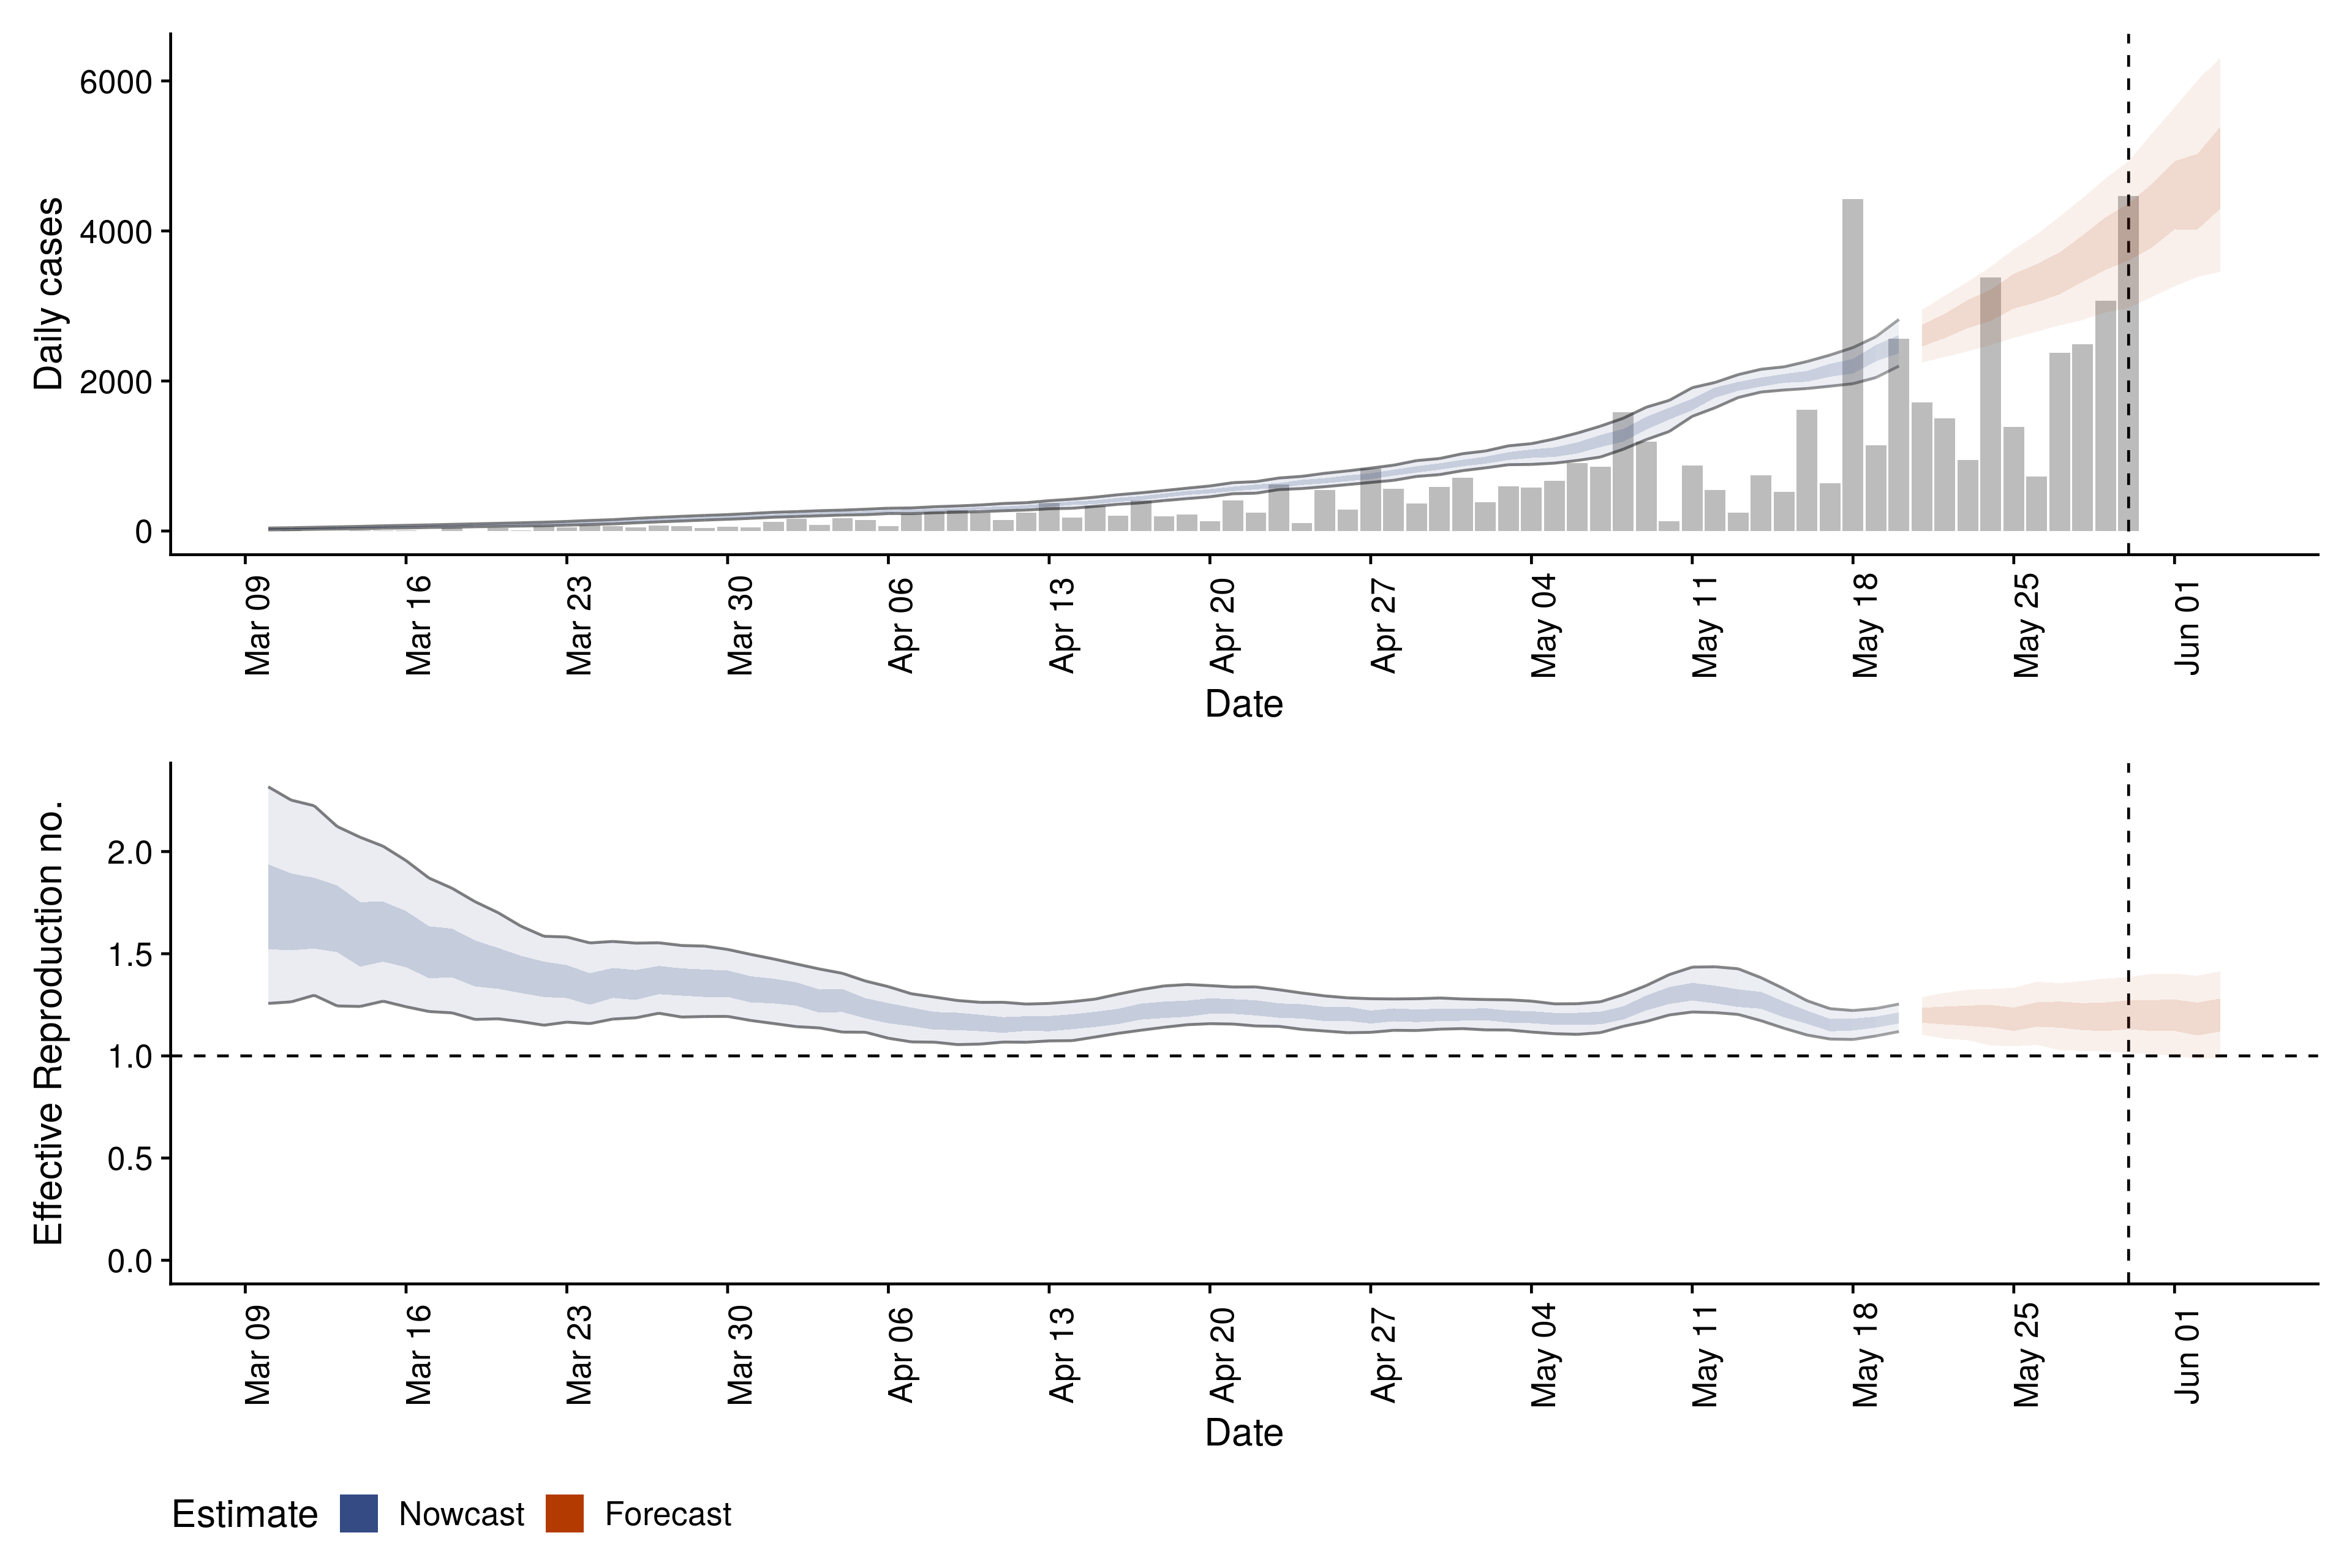 Daily cases
6000
4000
2000
0
Mar 09
Mar 16
Mar 23
Mar 30
Apr 06
Apr 13
Apr 20
Apr 27
May 04
May 11
May 18
May 25
Jun 01
Date
Effective Reproduction no.
2.0
1.5
1.0
0.5
0.0
Mar 09
Mar 16
Mar 23
Mar 30
Apr 06
Apr 13
Apr 20
Apr 27
May 04
May 11
May 18
May 25
Jun 01
Date
Estimate Nowcast Forecast